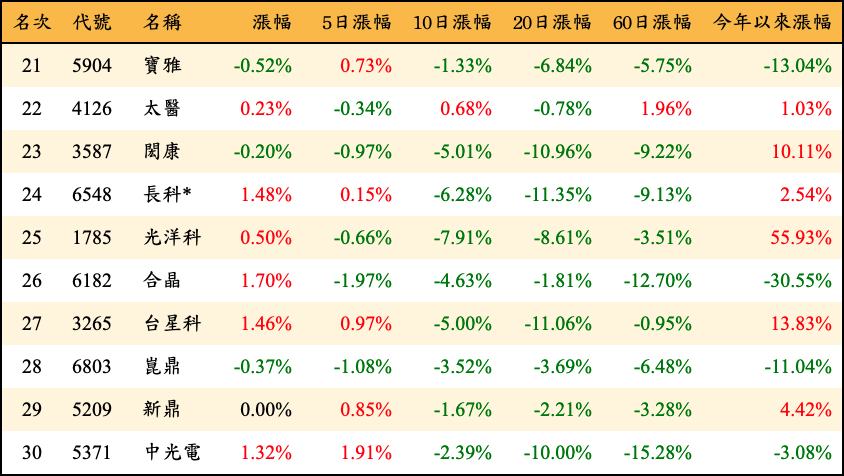 名次 代號 名稱 漲幅 5日漲幅 10日漲幅 20日漲幅 60日漲幅 今年以來漲幅
21 5904 寶雅 -0.52% 0.73% -1.33% -6.84% -5.75% -13.04%
22 4126 太醫 0.23% -0.34% 0.68% -0.78% 1.96% 1.03%
23 3587 閎康 -0.20% -0.97% -5.01% -10.96% -9.22% 10.11%
24 6548 長科* 1.48% 0.15% -6.28% -11.35% -9.13% 2.54%
25 1785 光洋科 0.50% -0.66% -7.91% -8.61% -3.51% 55.93%
26 6182 合晶 1.70% -1.97% -4.63% -1.81% -12.70% -30.55%
27 3265 台星科 1.46% 0.97% -5.00% -11.06% -0.95% 13.83%
28 6803 崑鼎 -0.37% -1.08% -3.52% -3.69% -6.48% -11.04%
29 5209 新鼎 0.00% 0.85% -1.67% -2.21% -3.28% 4.42%
30 5371 中光電 1.32% 1.91% -2.39% -10.00% -15.28% -3.08%